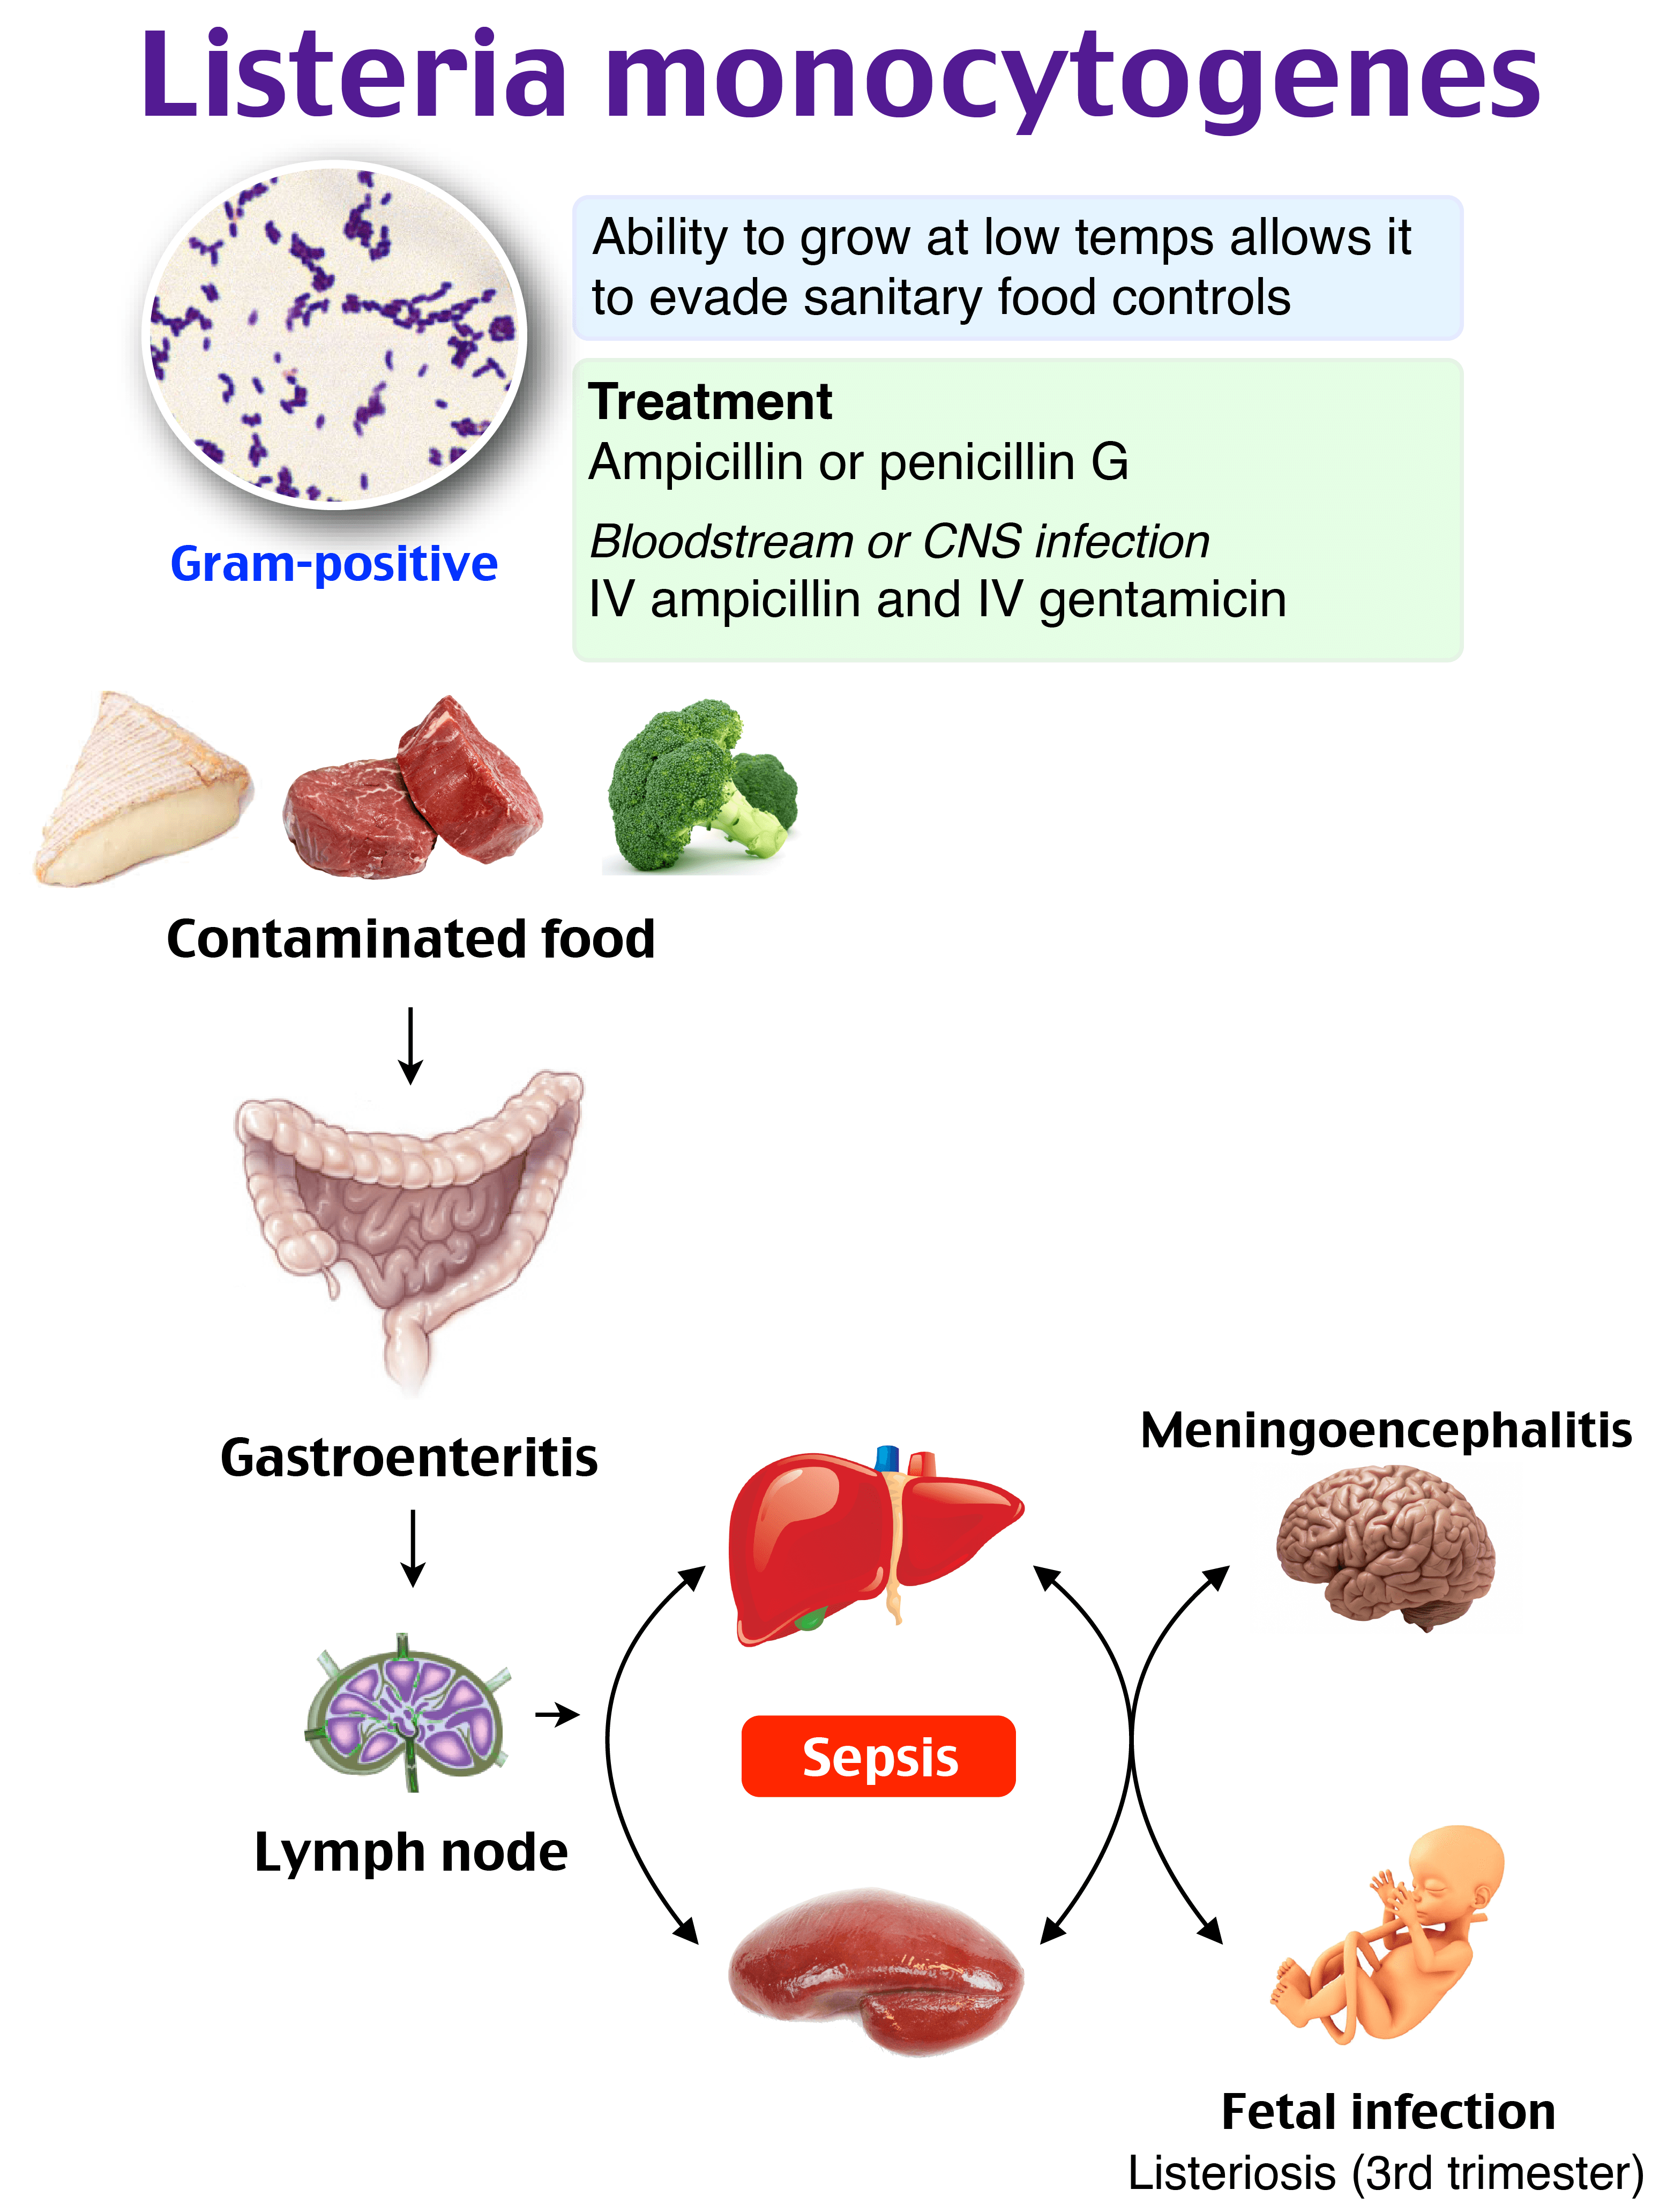 Listeria monocytogenes
Ability to grow at low temps allows it
to evade sanitary food controls
Treatment
Ampicillin or penicillin G
Bloodstream or CNS infection
IV ampicillin and IV gentamicin
Gram-positive
Contaminated food
Gastroenteritis
Meningoencephalitis
Sepsis
Lymph node
Fetal infection
Listeriosis (3rd trimester)